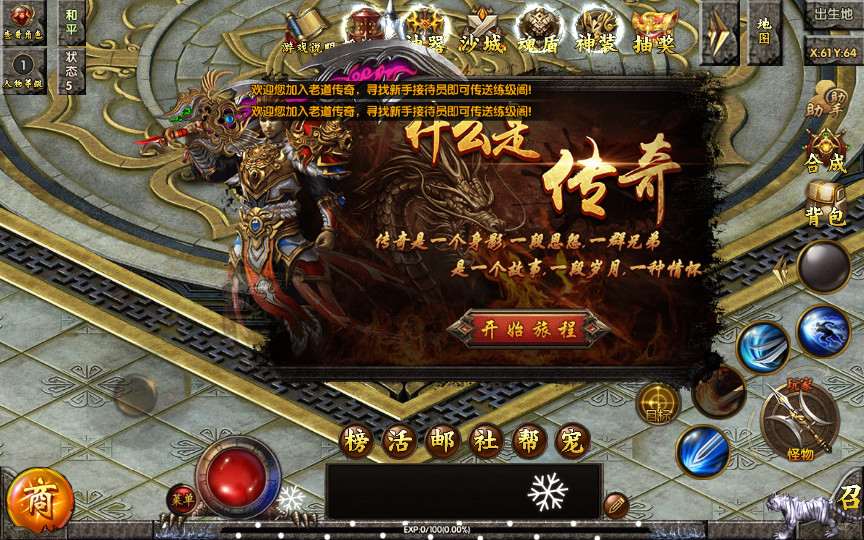 查看角色
和平
游戏说明
神器
沙城
魂盾
神装
抽奖
地图
出生地
X:61 Y:64
1
人物等级
状态5
欢迎您加入老道传奇，寻找新手接待员即可传送练级阁!
欢迎您加入老道传奇，寻找新手接待员即可传送练级阁!
助手
什么是
传奇
合成
背包
传奇是一个身影,一段恩怨,一群兄弟
是一个故事,一段岁月,一种情怀
开始旅程
目标
玩家
怪物
榜 活 邮 社 帮 宠
商
菜单
召
EXP:0/100(0.00%)